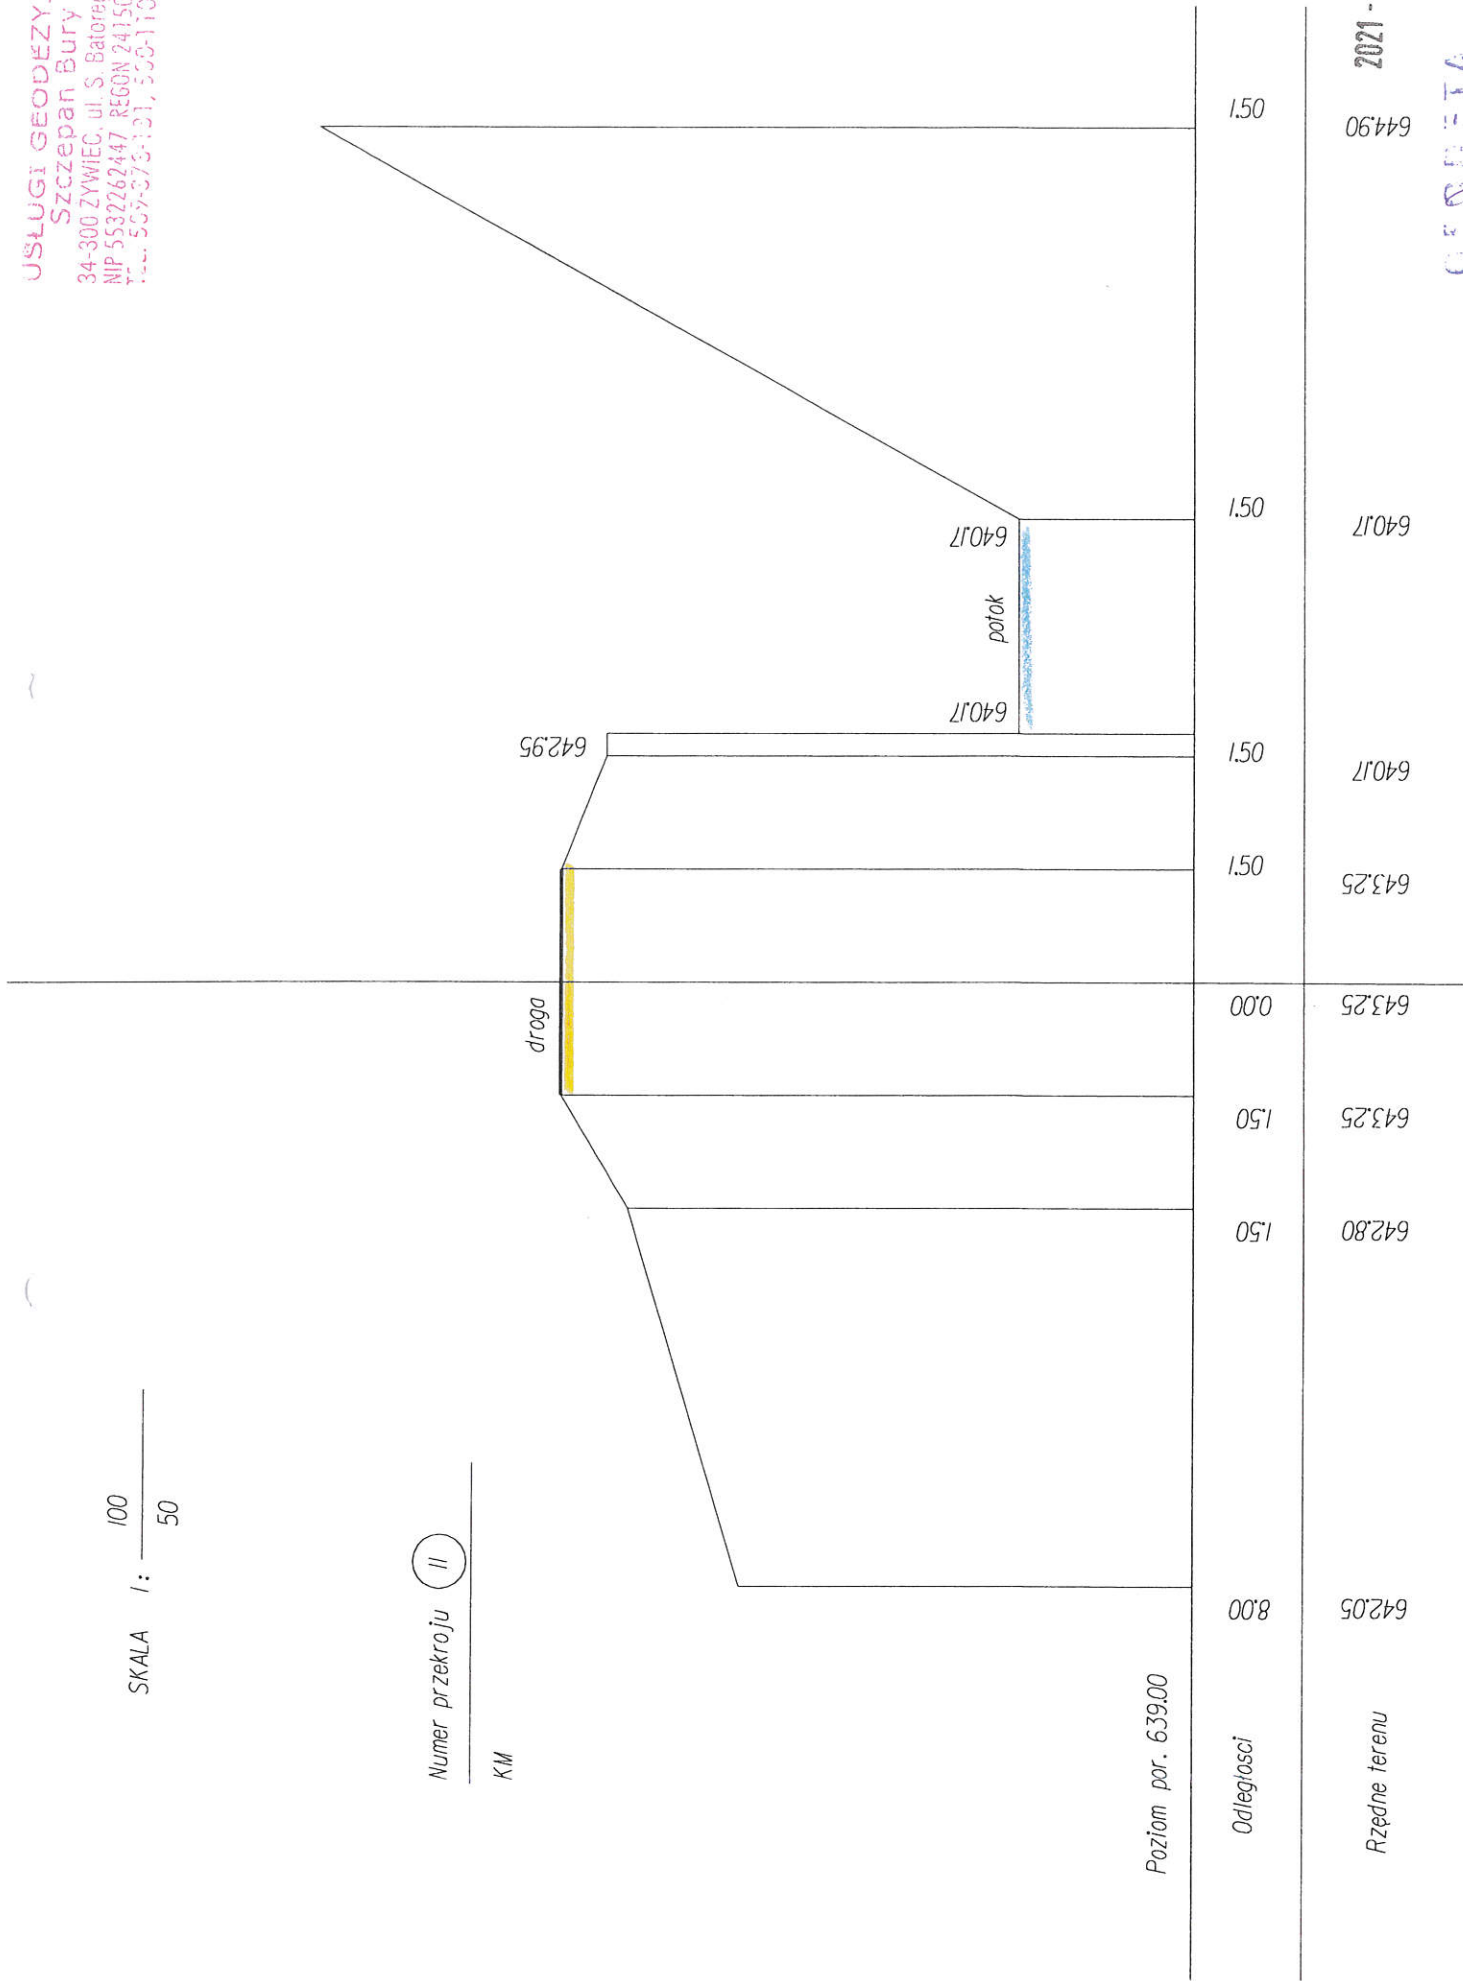 USŁUGI GEODEZY
Szczepan Bury
34-300 ŻYWIEC, ul. S. Batore
NIP 5532262447 REGON 24150
SKALA 1: 100
50
Numer przekroju 11
KM
droga
642.95
640.17 potok 640.17
Poziom por. 639.00
Odległosci 8.00 1.50 1.50 0.00 1.50 1.50 1.50 1.50
Rzędne terenu 642.05 642.80 643.25 643.25 643.25 640.17 640.17 644.90
2021 -